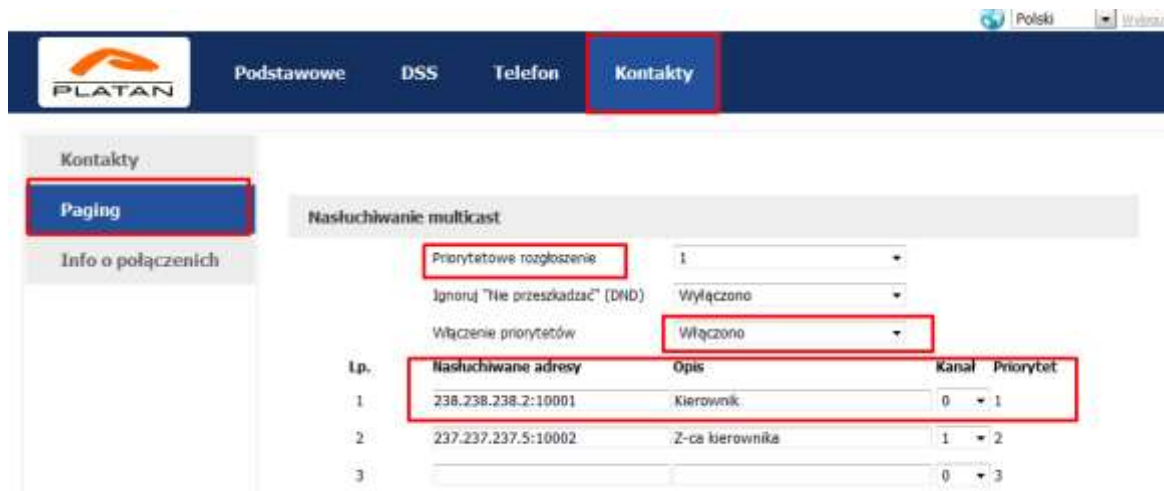 Polski
PLATAN
Podstawowe DSS Telefon Kontakty
Kontakty
Paging
Info o połączenich
Nasłuchiwanie multicast
Priorytetowe rozgłoszenie 1
Ignoruj "Nie przeszkadzać" (DND) Wyłączono
Włączenie priorytetów Włączono
Lp. Nasłuchiwane adresy Opis Kanał Priorytet
1 238.238.238.2:10001 Kierownik 0 1
2 237.237.237.5:10002 Z-ca kierownika 1 2
3 0 3